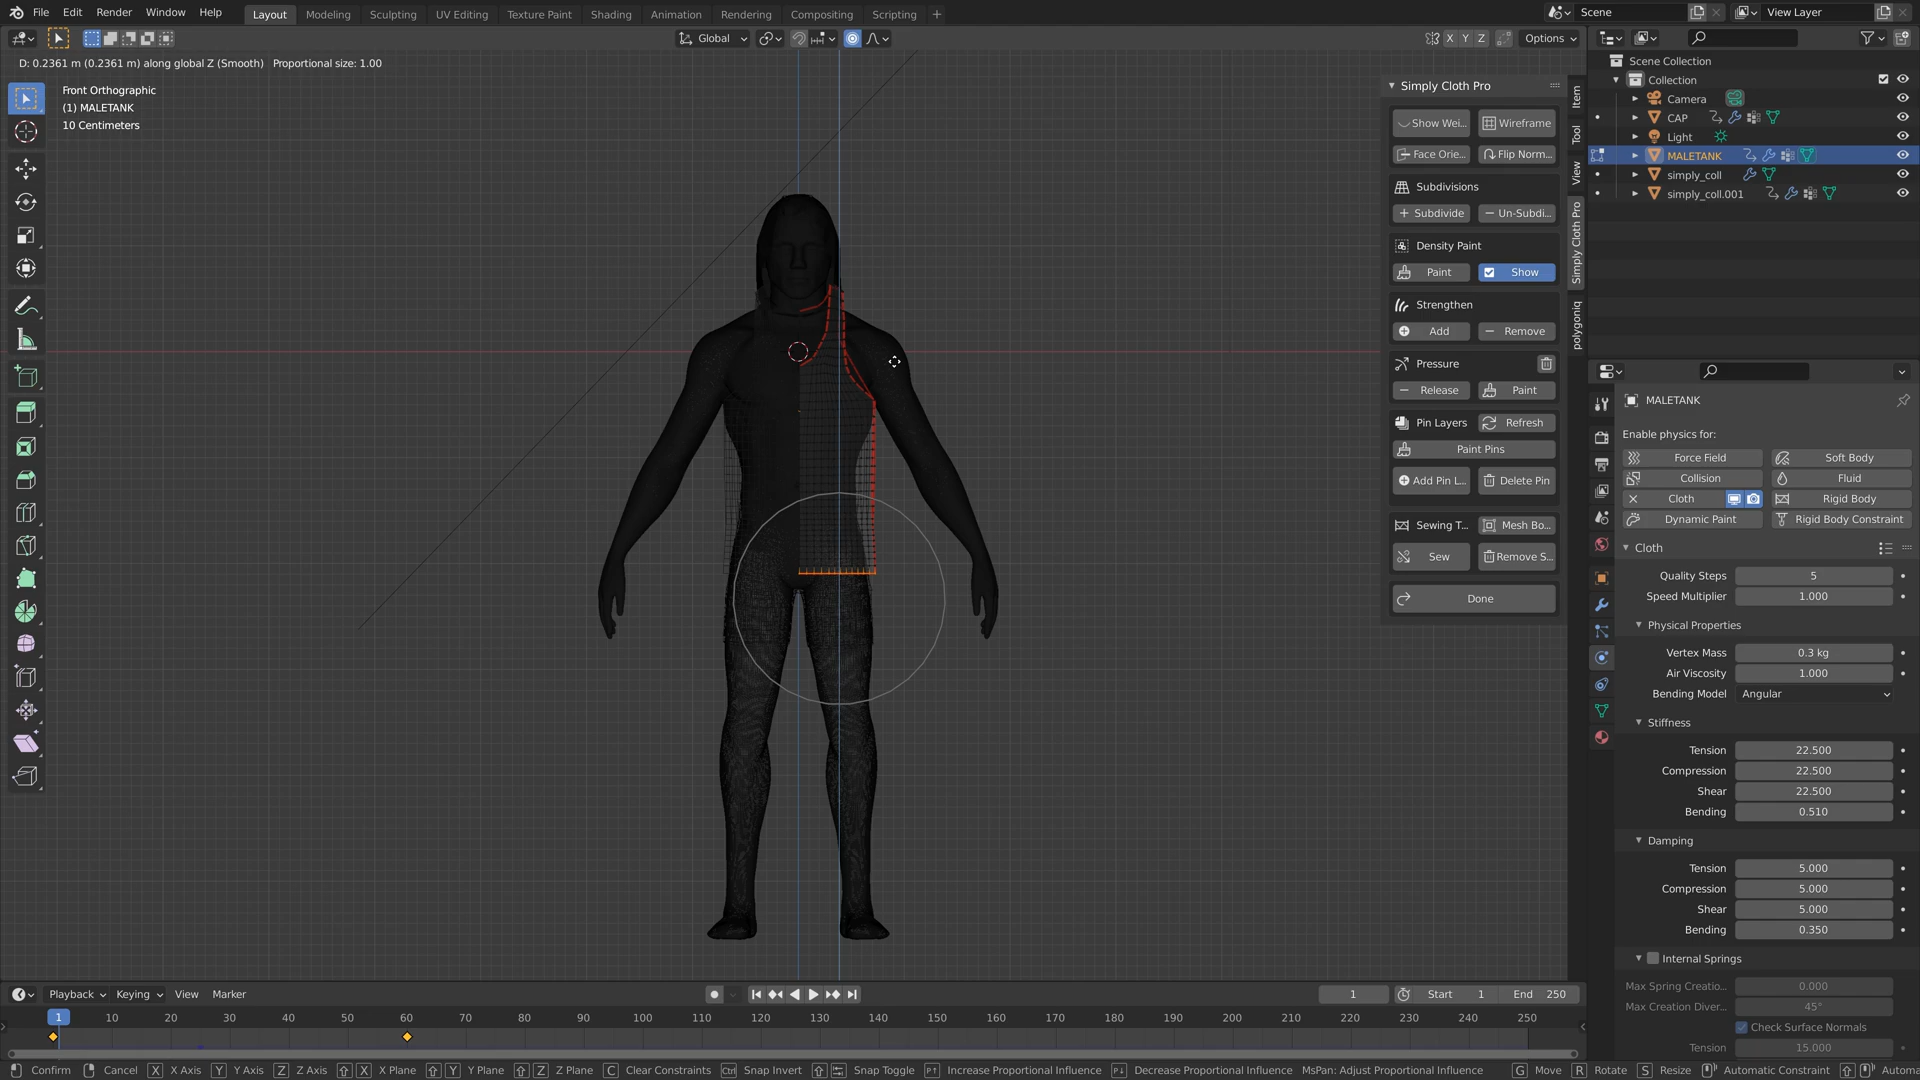 File Edit Render Window Help
Layout Modeling Sculpting UV Editing Texture Paint Shading Animation Rendering Compositing Scripting +
Scene
View Layer
Global
X Y Z
Options
D: 0.2361 m (0.2361 m) along global Z (Smooth) Proportional size: 1.00
Front Orthographic
(1) MALETANK
10 Centimeters
Simply Cloth Pro
Show Wei...
Wireframe
Face Orie...
Flip Norm...
Subdivisions
Subdivide
Un-Subdi...
Density Paint
Paint
Show
Strengthen
Add
Remove
Pressure
Release
Paint
Pin Layers
Refresh
Paint Pins
Add Pin L...
Delete Pin
Sewing T...
Mesh Bo...
Sew
Remove S...
Done
Item
Tool
View
Simply Cloth Pro
polygoniq
Scene Collection
Collection
Camera
CAP
Light
MALETANK
simply_coll
simply_coll.001
MALETANK
Enable physics for:
Force Field
Soft Body
Collision
Fluid
Cloth
Rigid Body
Dynamic Paint
Rigid Body Constraint
Cloth
Quality Steps 5
Speed Multiplier 1.000
Physical Properties
Vertex Mass 0.3 kg
Air Viscosity 1.000
Bending Model Angular
Stiffness
Tension 22.500
Compression 22.500
Shear 22.500
Bending 0.510
Damping
Tension 5.000
Compression 5.000
Shear 5.000
Bending 0.350
Internal Springs
Max Spring Creatio... 0.000
Max Creation Diver... 45°
Check Surface Normals
Tension 15.000
Playback Keying View Marker
1
Start 1
End 250
1 10 20 30 40 50 60 70 80 90 100 110 120 130 140 150 160 170 180 190 200 210 220 230 240 250
Confirm Cancel X X Axis Y Y Axis Z Z Axis X X Plane Y Y Plane Z Z Plane C Clear Constraints Ctrl Snap Invert Snap Toggle Increase Proportional Influence Decrease Proportional Influence MsPan: Adjust Proportional Influence G Move R Rotate S Resize Automatic Constraint Automa